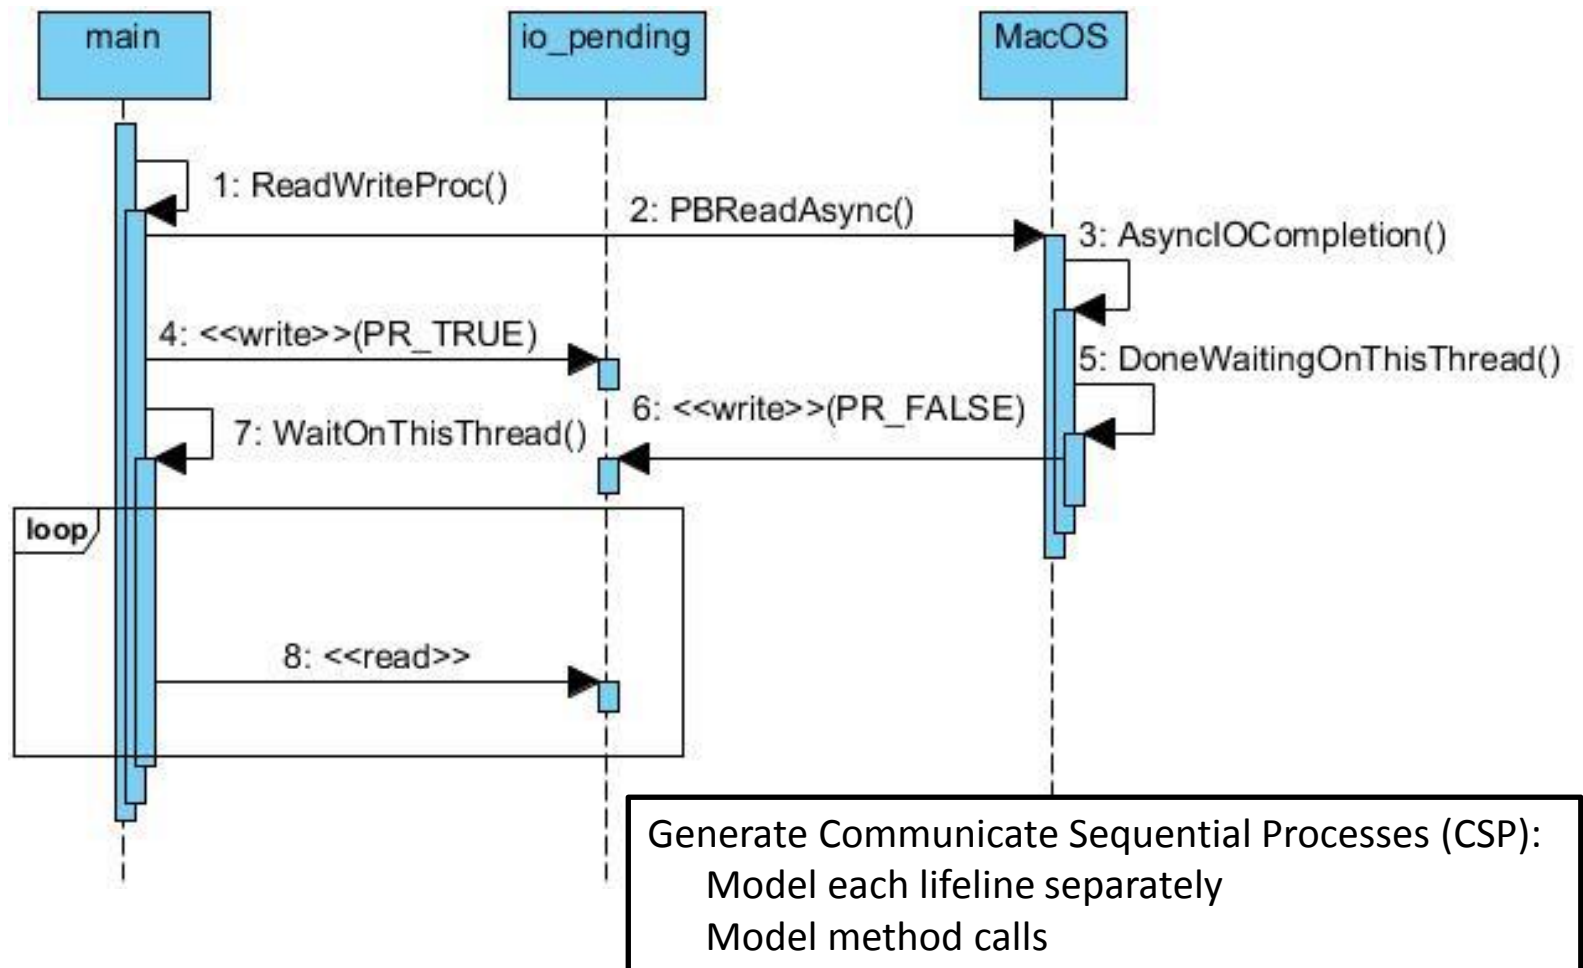 main
io_pending
MacOS
1: ReadWriteProc()
2: PBReadAsync()
3: AsyncIOCompletion()
4: <<write>>(PR_TRUE)
5: DoneWaitingOnThisThread()
6: <<write>>(PR_FALSE)
7: WaitOnThisThread()
loop
8: <<read>>
Generate Communicate Sequential Processes (CSP):
Model each lifeline separately
Model method calls